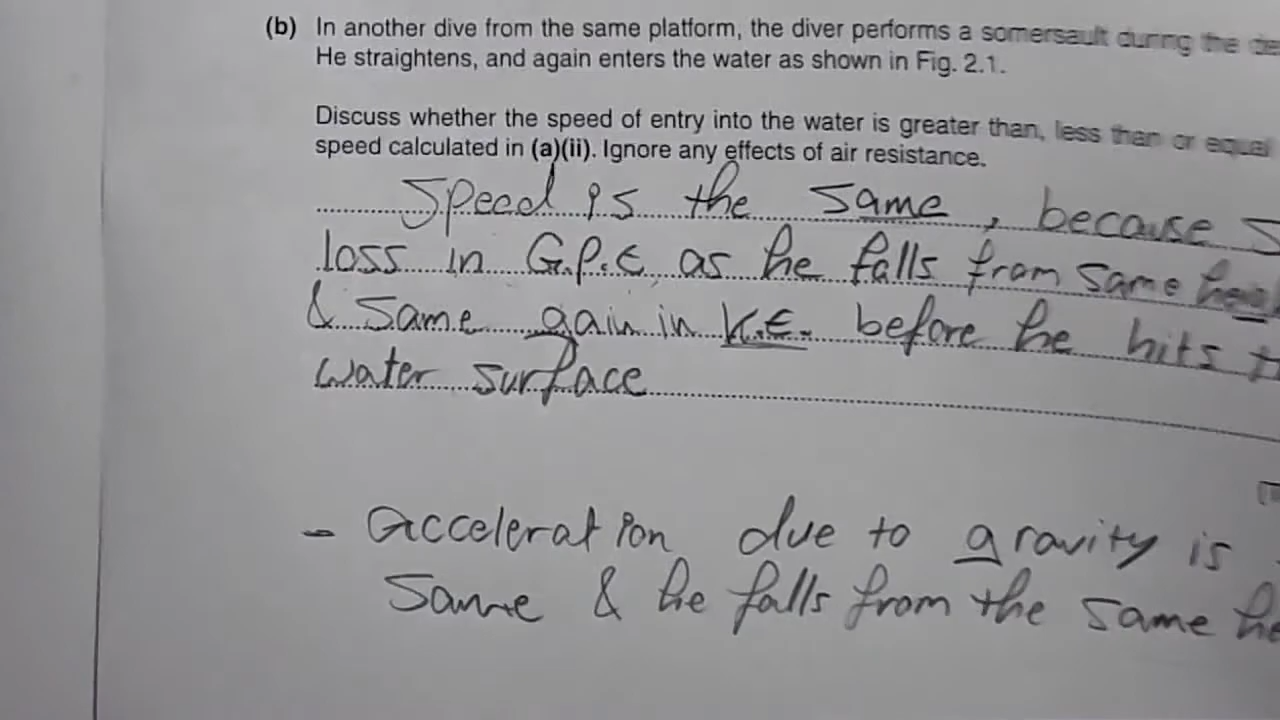 (b) In another dive from the same platform, the diver performs a somersault during the de
He straightens, and again enters the water as shown in Fig. 2.1.
Discuss whether the speed of entry into the water is greater than, less than or equal
speed calculated in (a)(ii). Ignore any effects of air resistance.
Speed is the same, because S
loss in G.P.E. as he falls from same hei
& same gain in K.E. before he hits t
water surface
- acceleration due to gravity is
Same & he falls from the same he